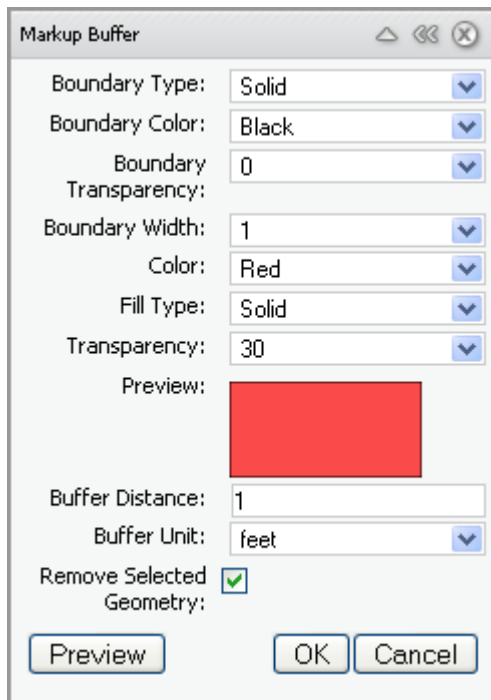 Markup Buffer
Boundary Type: Solid
Boundary Color: Black
Boundary
Transparency: 0
Boundary Width: 1
Color: Red
Fill Type: Solid
Transparency: 30
Preview:
Buffer Distance: 1
Buffer Unit: feet
Remove Selected
Geometry:
Preview OK Cancel